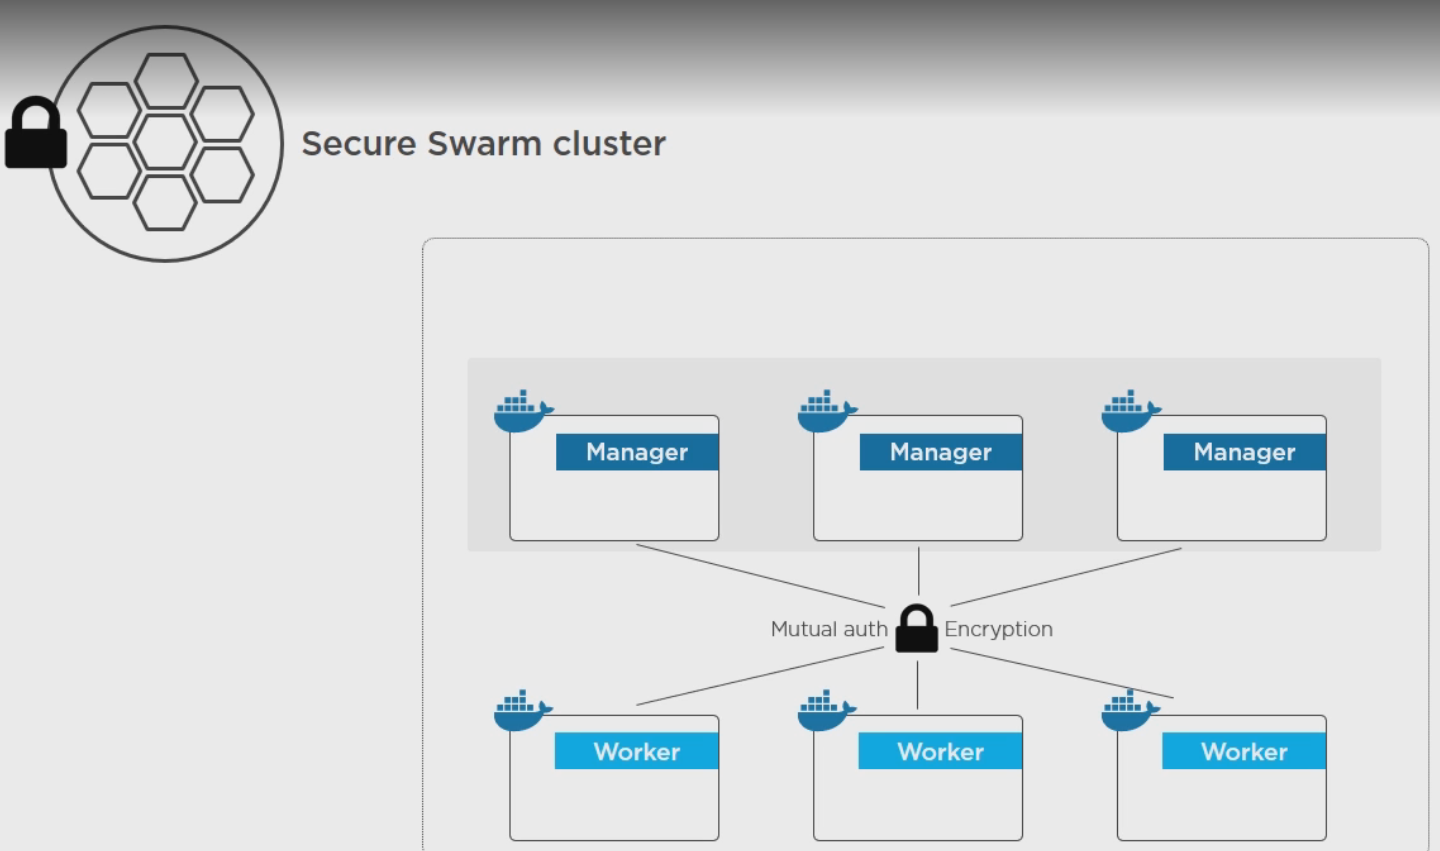 Secure Swarm cluster
Manager
Manager
Manager
Mutual auth
Encryption
Worker
Worker
Worker